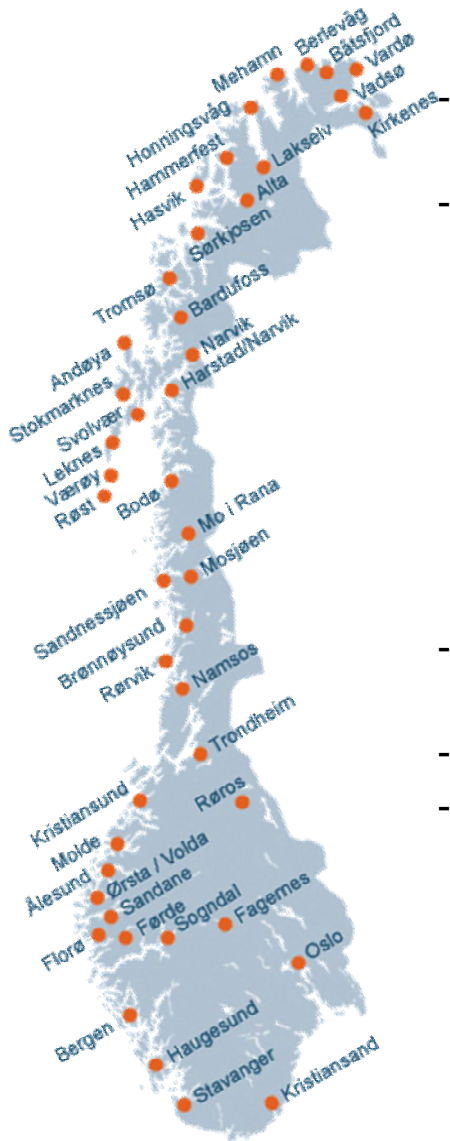 Berlevåg
Båtsfjord
Mehamn
Vardø
Vadsø
Honningsvåg
Kirkenes
Hammerfest
Lakselv
Hasvik
Alta
Sørkjosen
Tromsø
Bardufoss
Andøya
Narvik
Stokmarknes
Harstad/Narvik
Svolvær
Leknes
Værøy
Røst
Bodø
Mo i Rana
Mosjøen
Sandnessjøen
Brønnøysund
Rørvik
Namsos
Trondheim
Kristiansund
Røros
Molde
Ålesund
Ørsta / Volda
Sandane
Florø
Førde
Sogndal
Fagernes
Oslo
Bergen
Haugesund
Stavanger
Kristiansand